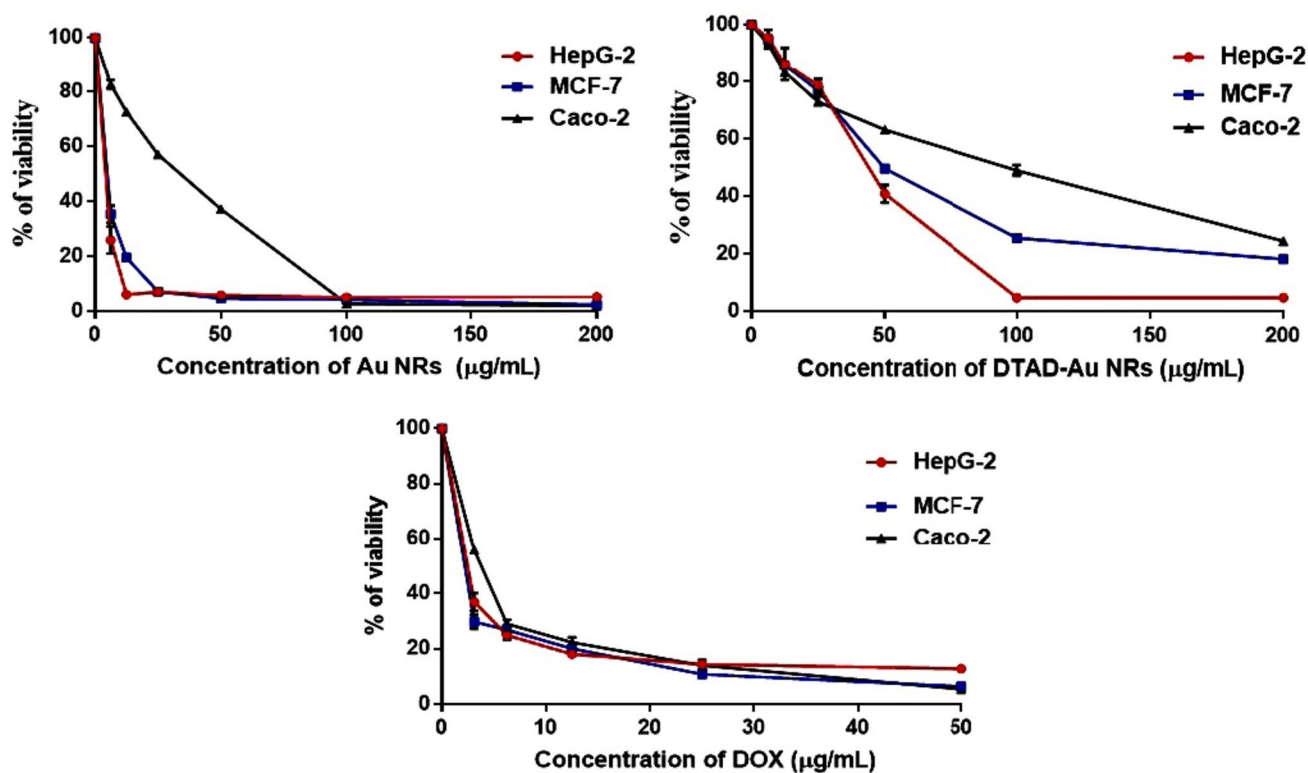 100
80
60
40
20
0
% of viability
HepG-2
MCF-7
Caco-2
0 50 100 150 200
Concentration of Au NRs (μg/mL)
100
80
60
40
20
0
% of viability
HepG-2
MCF-7
Caco-2
0 50 100 150 200
Concentration of DTAD-Au NRs (μg/mL)
100
80
60
40
20
0
% of viability
HepG-2
MCF-7
Caco-2
0 10 20 30 40 50
Concentration of DOX (μg/mL)